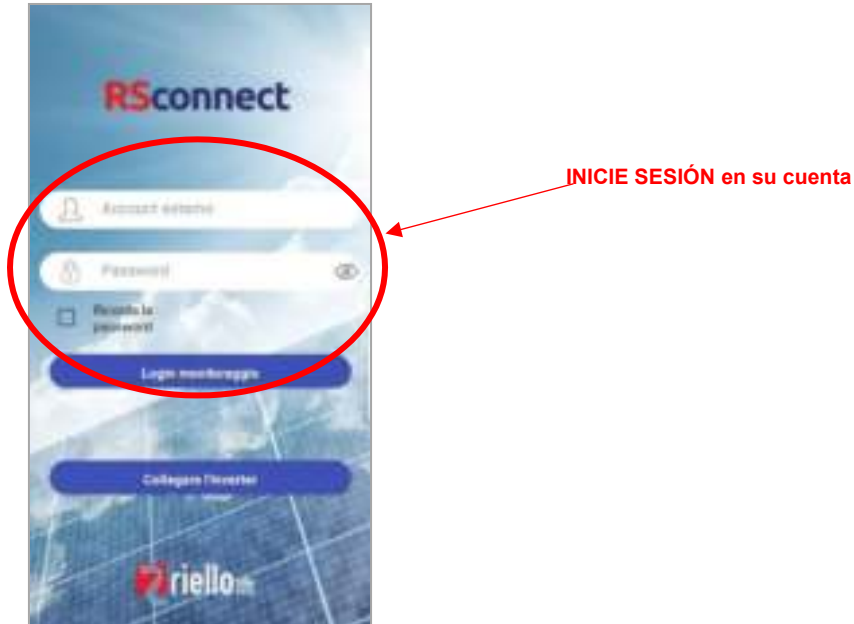 RSconnect
INICIE SESIÓN en su cuenta
Account esterno
Password
Ricorda la
password
Login monitoraggio
Collegare l'inverter
riello